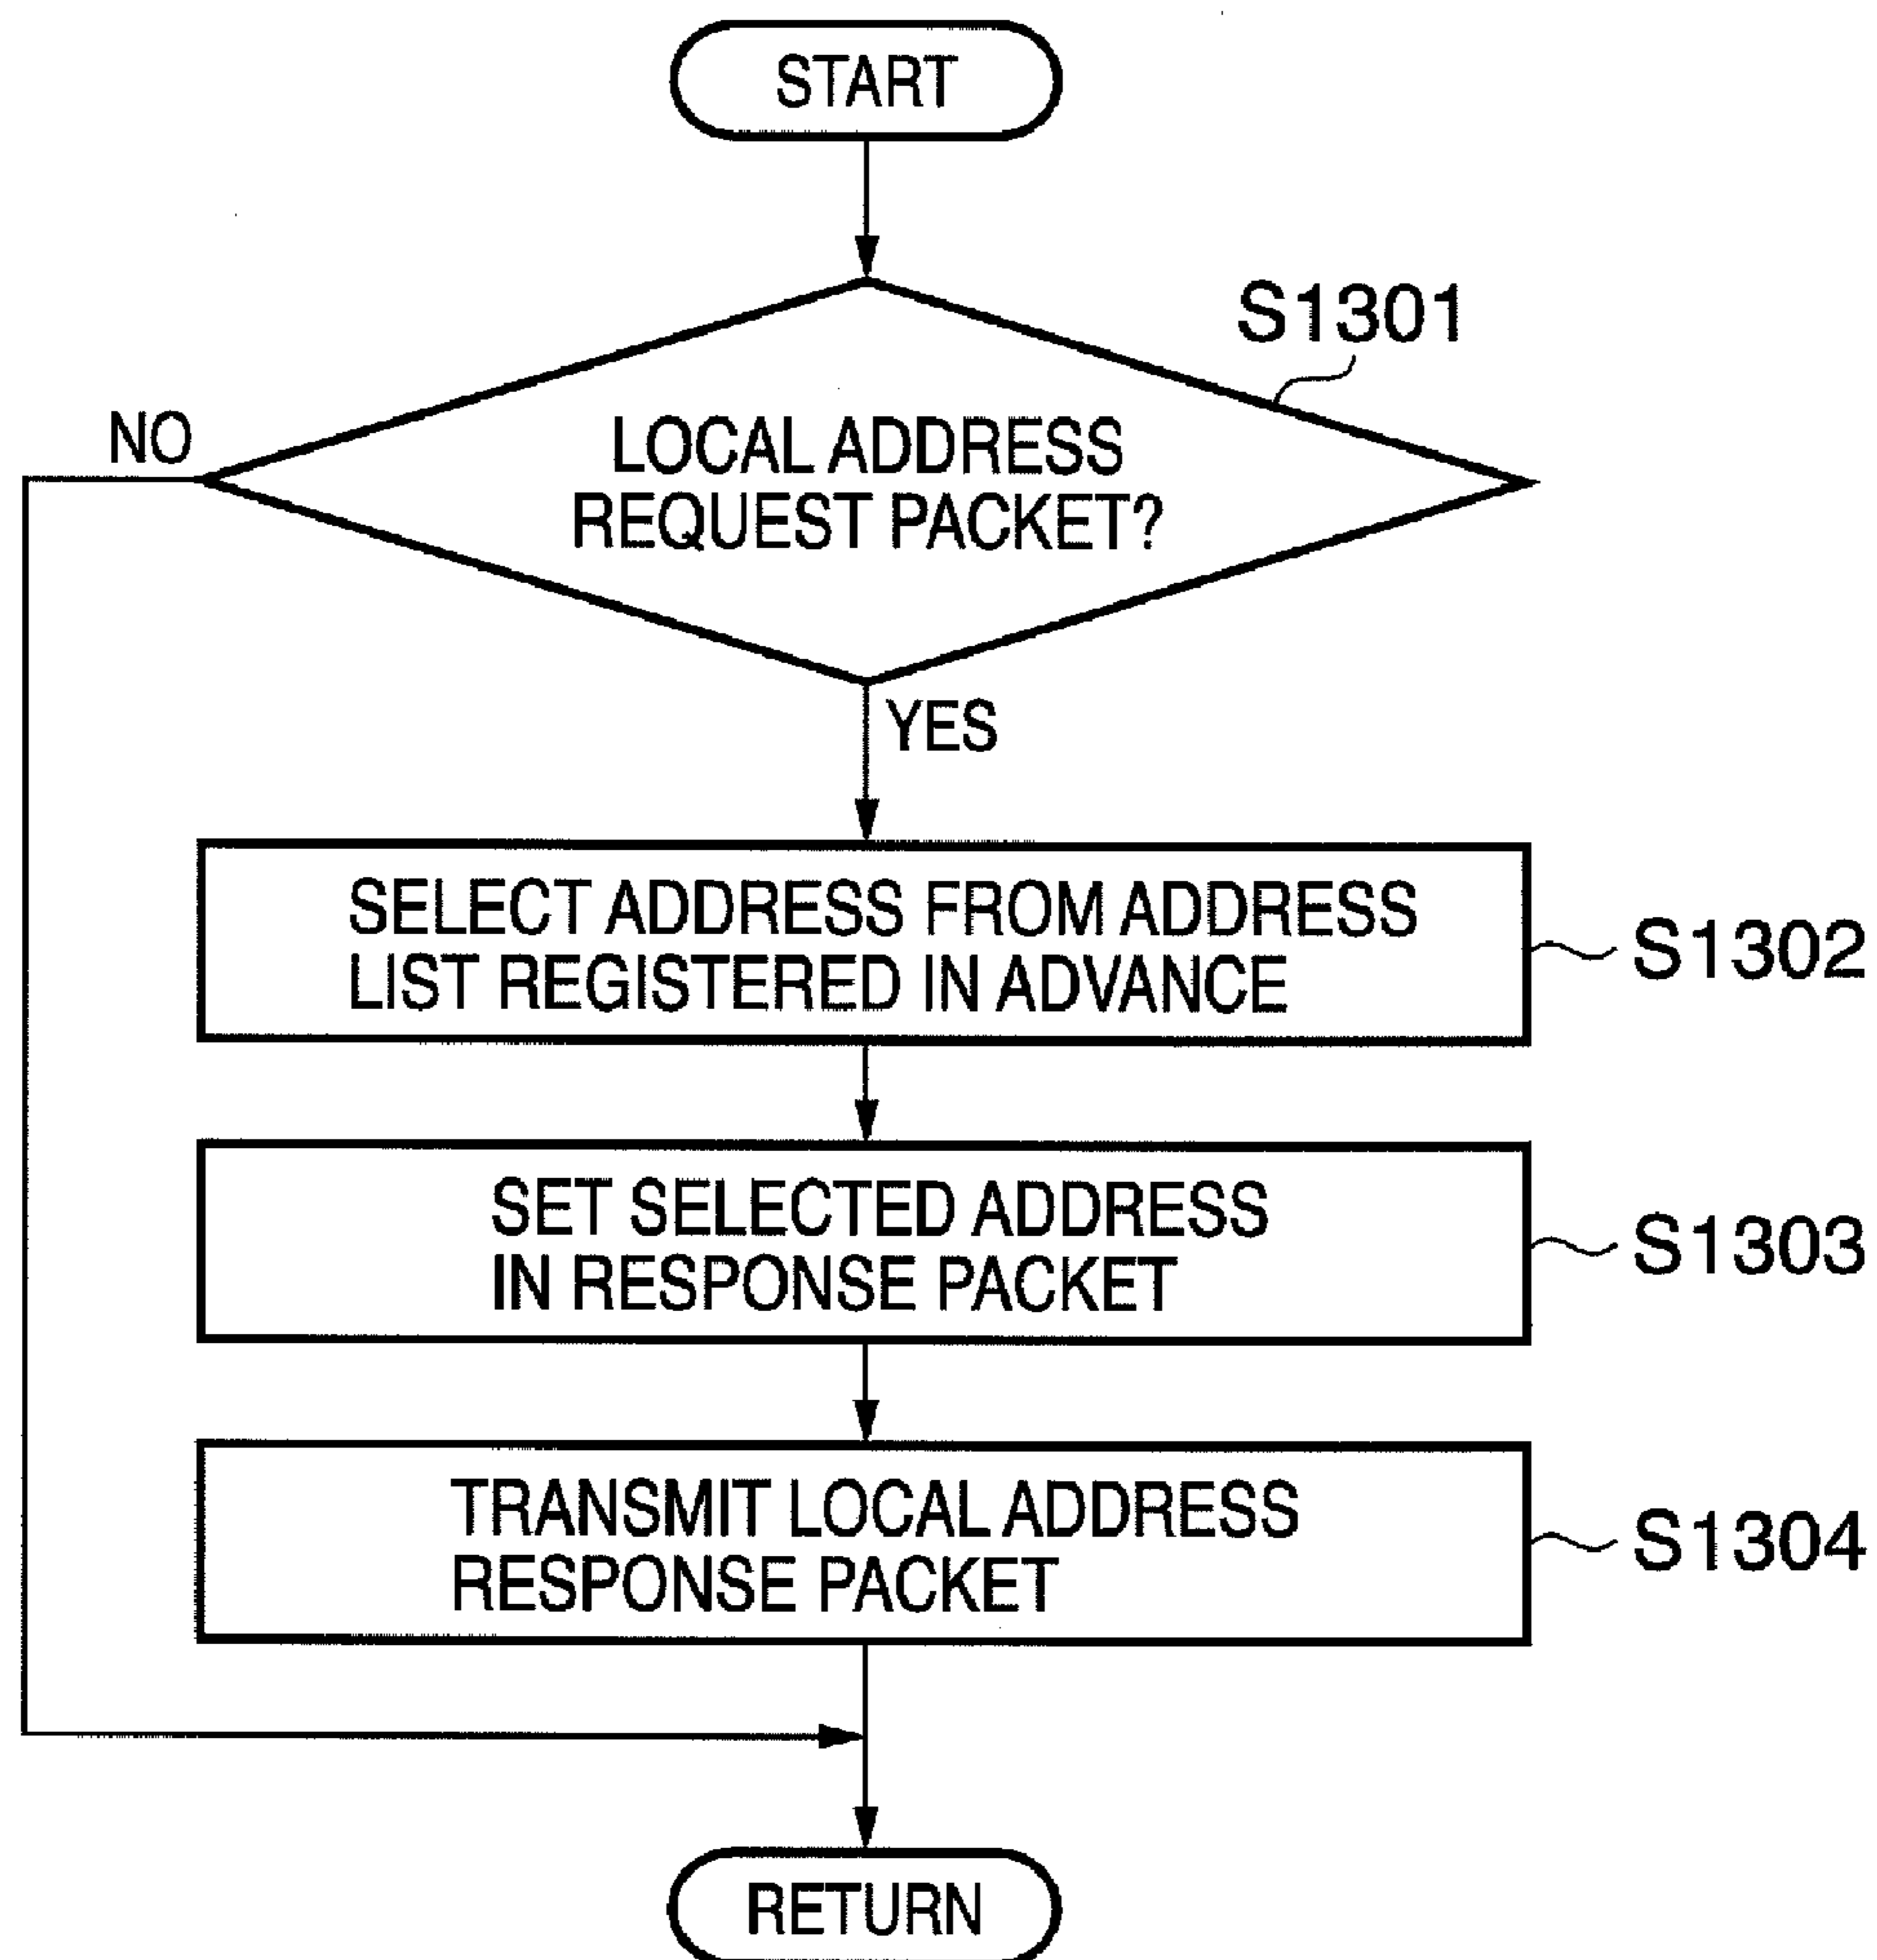 START
S1301
NO
LOCAL ADDRESS
REQUEST PACKET?
YES
SELECT ADDRESS FROM ADDRESS
LIST REGISTERED IN ADVANCE
S1302
SET SELECTED ADDRESS
IN RESPONSE PACKET
S1303
TRANSMIT LOCAL ADDRESS
RESPONSE PACKET
S1304
RETURN